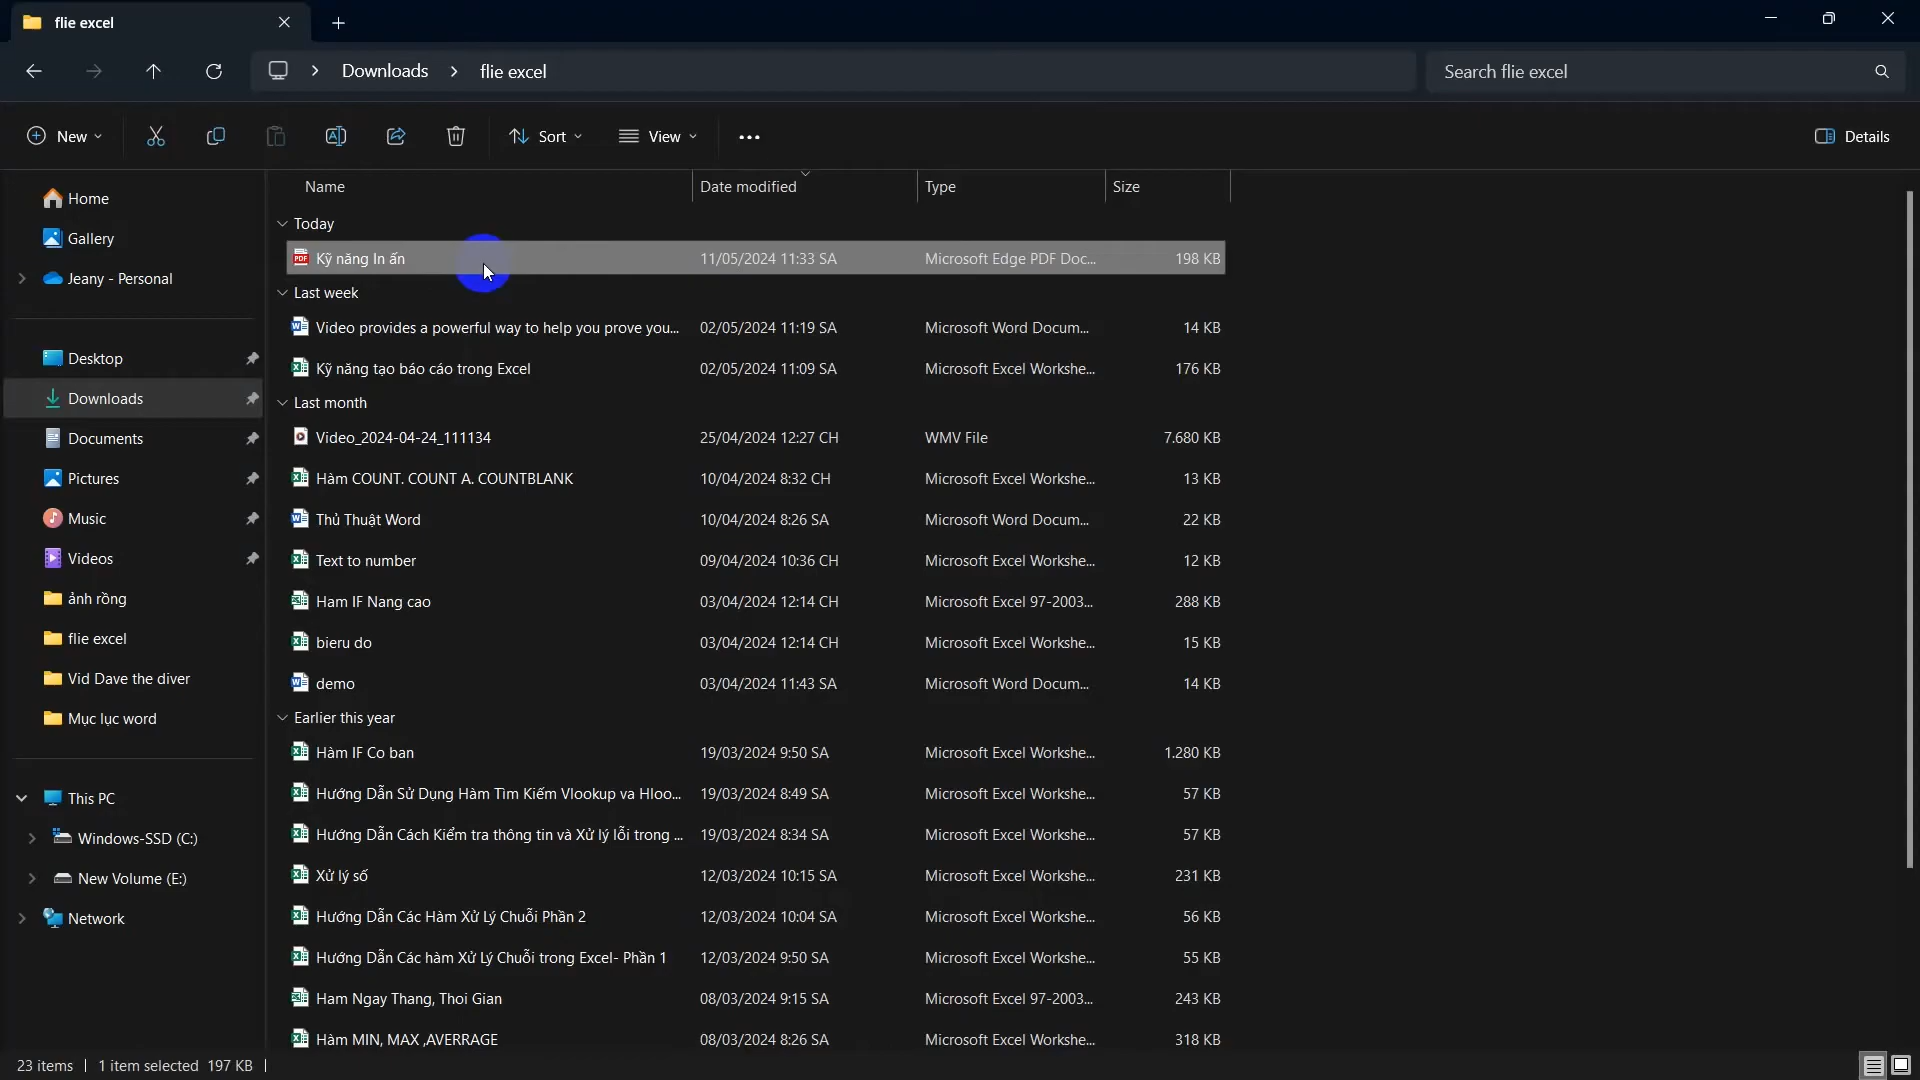 flie excel
Downloads
flie excel
Search flie excel
New
Sort
View
Details
Home
Gallery
Jeany - Personal
Desktop
Downloads
Documents
Pictures
Music
Videos
ảnh rồng
flie excel
Vid Dave the diver
Mục lục word
This PC
Windows-SSD (C:)
New Volume (E:)
Network
Name Date modified Type Size
Today
PDF Kỹ năng In ấn 11/05/2024 11:33 SA Microsoft Edge PDF Doc... 198 KB
Last week
Video provides a powerful way to help you prove you... 02/05/2024 11:19 SA Microsoft Word Docum... 14 KB
Kỹ năng tạo báo cáo trong Excel 02/05/2024 11:09 SA Microsoft Excel Workshe... 176 KB
Last month
Video_2024-04-24_111134 25/04/2024 12:27 CH WMV File 7.680 KB
Hàm COUNT. COUNT A. COUNTBLANK 10/04/2024 8:32 CH Microsoft Excel Workshe... 13 KB
Thủ Thuật Word 10/04/2024 8:26 SA Microsoft Word Docum... 22 KB
Text to number 09/04/2024 10:36 CH Microsoft Excel Workshe... 12 KB
Ham IF Nang cao 03/04/2024 12:14 CH Microsoft Excel 97-2003... 288 KB
bieru do 03/04/2024 12:14 CH Microsoft Excel Workshe... 15 KB
demo 03/04/2024 11:43 SA Microsoft Word Docum... 14 KB
Earlier this year
Hàm IF Co ban 19/03/2024 9:50 SA Microsoft Excel Workshe... 1.280 KB
Hướng Dẫn Sử Dụng Hàm Tìm Kiếm Vlookup va Hloo... 19/03/2024 8:49 SA Microsoft Excel Workshe... 57 KB
Hướng Dẫn Cách Kiểm tra thông tin và Xử lý lỗi trong ... 19/03/2024 8:34 SA Microsoft Excel Workshe... 57 KB
Xử lý số 12/03/2024 10:15 SA Microsoft Excel Workshe... 231 KB
Hướng Dẫn Các Hàm Xử Lý Chuỗi Phần 2 12/03/2024 10:04 SA Microsoft Excel Workshe... 56 KB
Hướng Dẫn Các hàm Xử Lý Chuỗi trong Excel- Phần 1 12/03/2024 9:50 SA Microsoft Excel Workshe... 55 KB
Ham Ngay Thang, Thoi Gian 08/03/2024 9:15 SA Microsoft Excel 97-2003... 243 KB
Hàm MIN, MAX ,AVERRAGE 08/03/2024 8:26 SA Microsoft Excel Workshe... 318 KB
23 items 1 item selected 197 KB